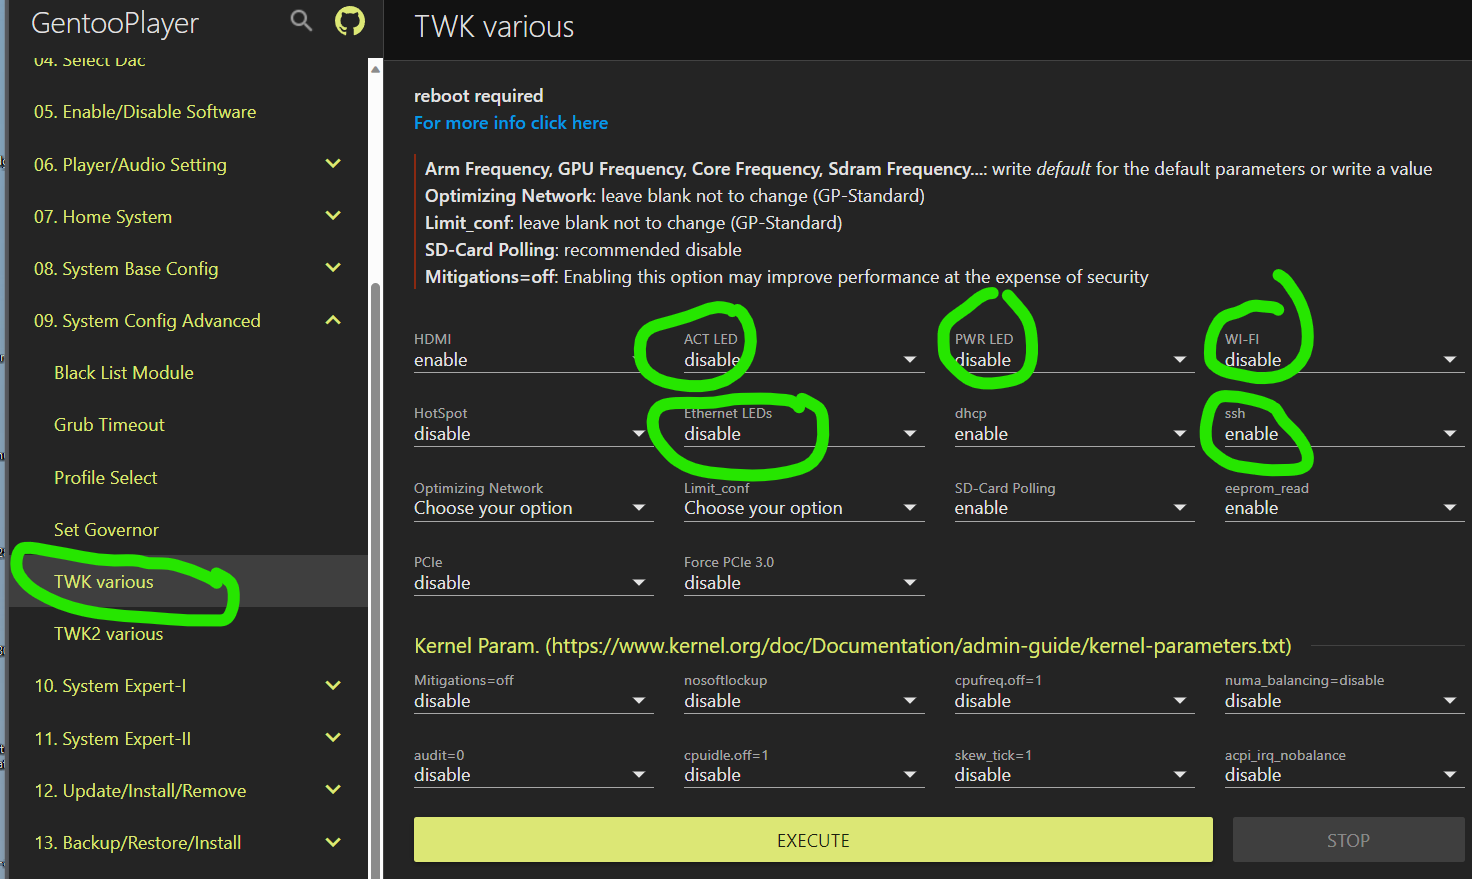 GentooPlayer
04. Select Dac
05. Enable/Disable Software
06. Player/Audio Setting
07. Home System
08. System Base Config
09. System Config Advanced
Black List Module
Grub Timeout
Profile Select
Set Governor
TWK various
TWK2 various
10. System Expert-I
11. System Expert-II
12. Update/Install/Remove
13. Backup/Restore/Install
TWK various
reboot required
For more info click here
Arm Frequency, GPU Frequency, Core Frequency, Sdram Frequency...: write default for the default parameters or write a value
Optimizing Network: leave blank not to change (GP-Standard)
Limit_conf: leave blank not to change (GP-Standard)
SD-Card Polling: recommended disable
Mitigations=off: Enabling this option may improve performance at the expense of security
HDMI
enable
ACT LED
disable
PWR LED
disable
WI-FI
disable
HotSpot
disable
Ethernet LEDs
disable
dhcp
enable
ssh
enable
Optimizing Network
Choose your option
Limit_conf
Choose your option
SD-Card Polling
enable
eeprom_read
enable
PCIe
disable
Force PCIe 3.0
disable
Kernel Param. (https://www.kernel.org/doc/Documentation/admin-guide/kernel-parameters.txt)
Mitigations=off
disable
nosoftlockup
disable
cpufreq.off=1
disable
numa_balancing=disable
disable
audit=0
disable
cpuidle.off=1
disable
skew_tick=1
disable
acpi_irq_nobalance
disable
EXECUTE
STOP